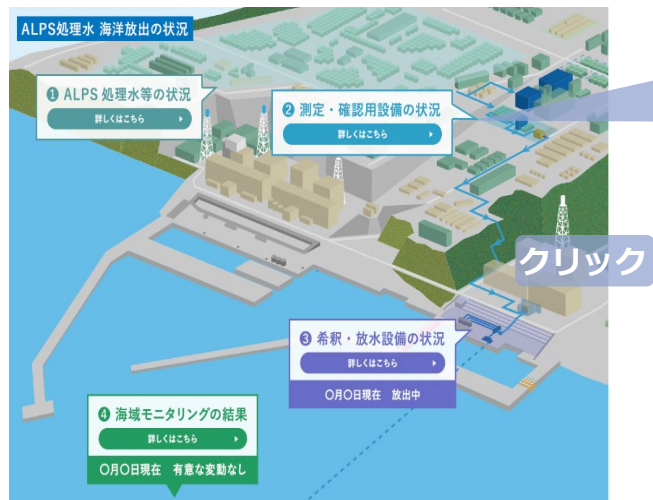 ALPS処理水 海洋放出の状況
❶ ALPS 処理水等の状況
詳しくはこちら
❷ 測定・確認用設備の状況
詳しくはこちら
クリック
❸ 希釈・放水設備の状況
詳しくはこちら
〇月〇日現在 放出中
❹ 海域モニタリングの結果
詳しくはこちら
〇月〇日現在 有意な変動なし